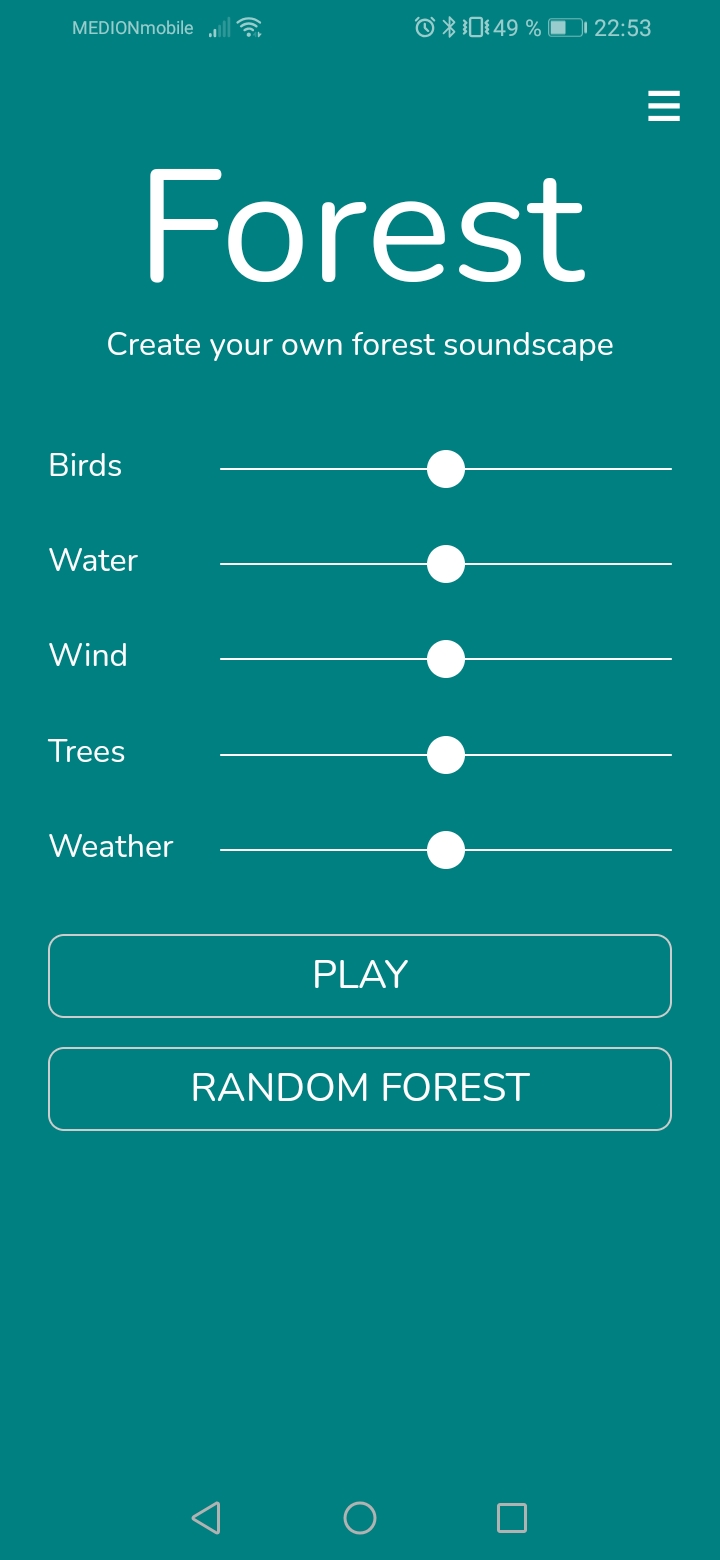 MEDIONmobile 49 % 22:53
Forest
Create your own forest soundscape
Birds
Water
Wind
Trees
Weather
PLAY
RANDOM FOREST